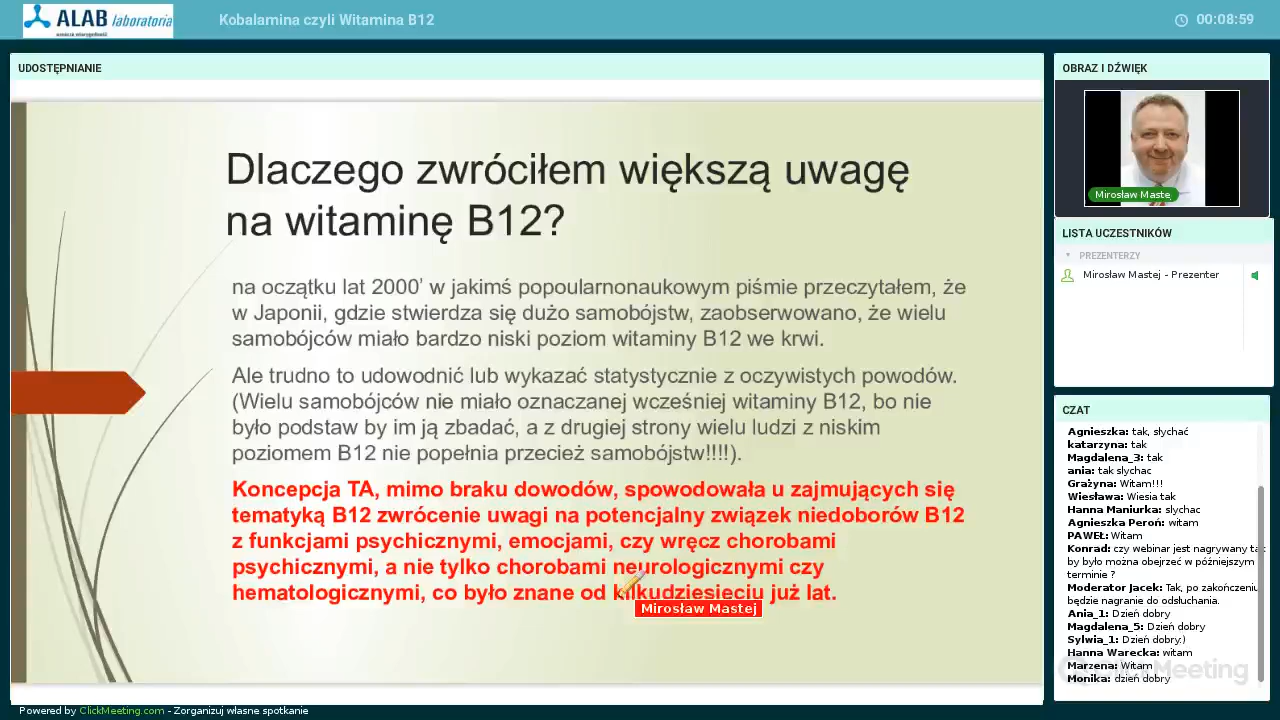 ALAB laboratoria
Kobalamina czyli Witamina B12
00:08:59
UDOSTĘPNIANIE
Dlaczego zwróciłem większą uwagę
na witaminę B12?
na oczątku lat 2000’ w jakimś popoularnonaukowym piśmie przeczytałem, że
w Japonii, gdzie stwierdza się dużo samobójstw, zaobserwowano, że wielu
samobójców miało bardzo niski poziom witaminy B12 we krwi.
Ale trudno to udowodnić lub wykazać statystycznie z oczywistych powodów.
(Wielu samobójców nie miało oznaczanej wcześniej witaminy B12, bo nie
było podstaw by im ją zbadać, a z drugiej strony wielu ludzi z niskim
poziomem B12 nie popełnia przecież samobójstw!!!!).
Koncepcja TA, mimo braku dowodów, spowodowała u zajmujących się
tematyką B12 zwrócenie uwagi na potencjalny związek niedoborów B12
z funkcjami psychicznymi, emocjami, czy wręcz chorobami
psychicznymi, a nie tylko chorobami neurologicznymi czy
hematologicznymi, co było znane od kilkudziesięciu już lat.
Mirosław Mastej
OBRAZ I DŹWIĘK
Mirosław Mastej
LISTA UCZESTNIKÓW
PREZENTERZY
Mirosław Mastej - Prezenter
CZAT
Agnieszka: tak, słychać
katarzyna: tak
Magdalena_3: tak
ania: tak slychac
Grażyna: Witam!!!
Wiesława: Wiesia tak
Hanna Maniurka: slychac
Agnieszka Peroń: witam
PAWEŁ: Witam
Konrad: czy webinar jest nagrywany tak
by było można obejrzeć w późniejszym
terminie ?
Moderator Jacek: Tak, po zakończeniu
będzie nagranie do odsłuchania.
Ania_1: Dzień dobry
Magdalena_5: Dzień dobry
Sylwia_1: Dzień dobry:)
Hanna Warecka: witam
Marzena: Witam
Monika: dzień dobry
ClickMeeting
Powered by ClickMeeting.com - Zorganizuj własne spotkanie